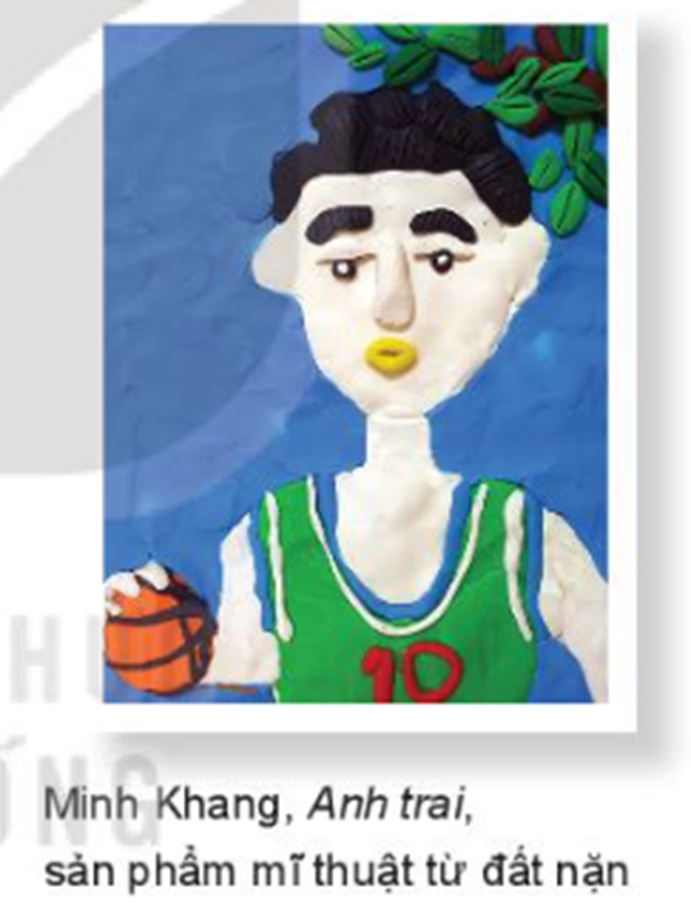 10
Minh Khang, Anh trai,
sản phẩm mĩ thuật từ đất nặn